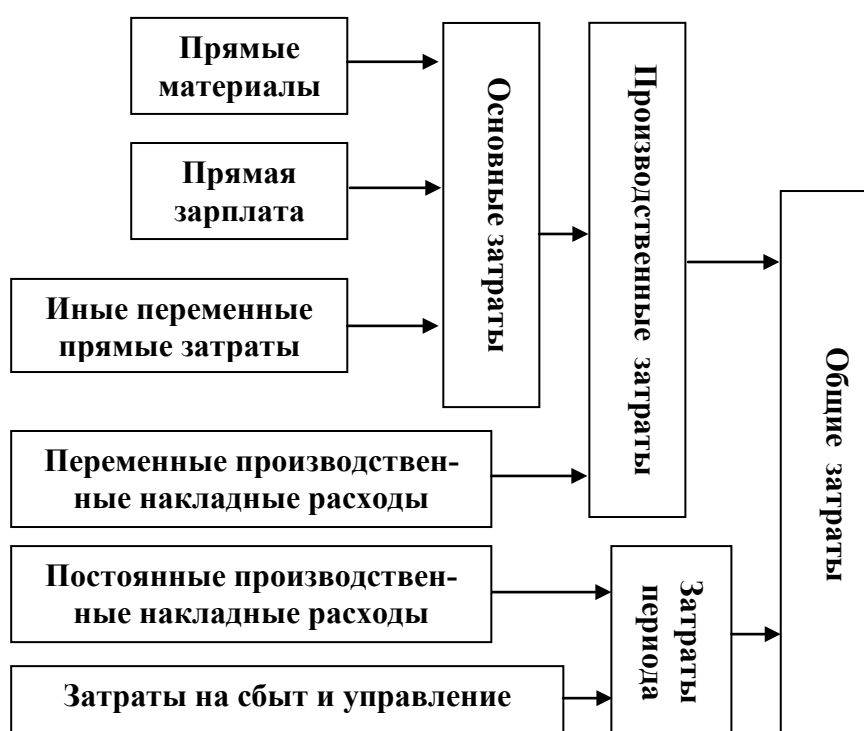 Прямые
материалы
Прямая
зарплата
Иные переменные
прямые затраты
Основные затраты
Производственные затраты
Переменные производствен-
ные накладные расходы
Постоянные производствен-
ные накладные расходы
Затраты на сбыт и управление
Затраты
периода
Общие затраты